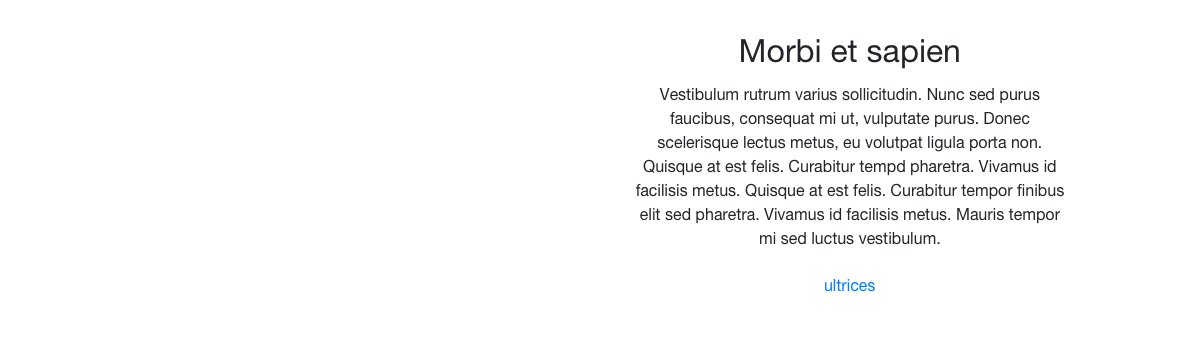 Morbi et sapien
Vestibulum rutrum varius sollicitudin. Nunc sed purus
faucibus, consequat mi ut, vulputate purus. Donec
scelerisque lectus metus, eu volutpat ligula porta non.
Quisque at est felis. Curabitur tempd pharetra. Vivamus id
facilisis metus. Quisque at est felis. Curabitur tempor finibus
elit sed pharetra. Vivamus id facilisis metus. Mauris tempor
mi sed luctus vestibulum.
ultrices